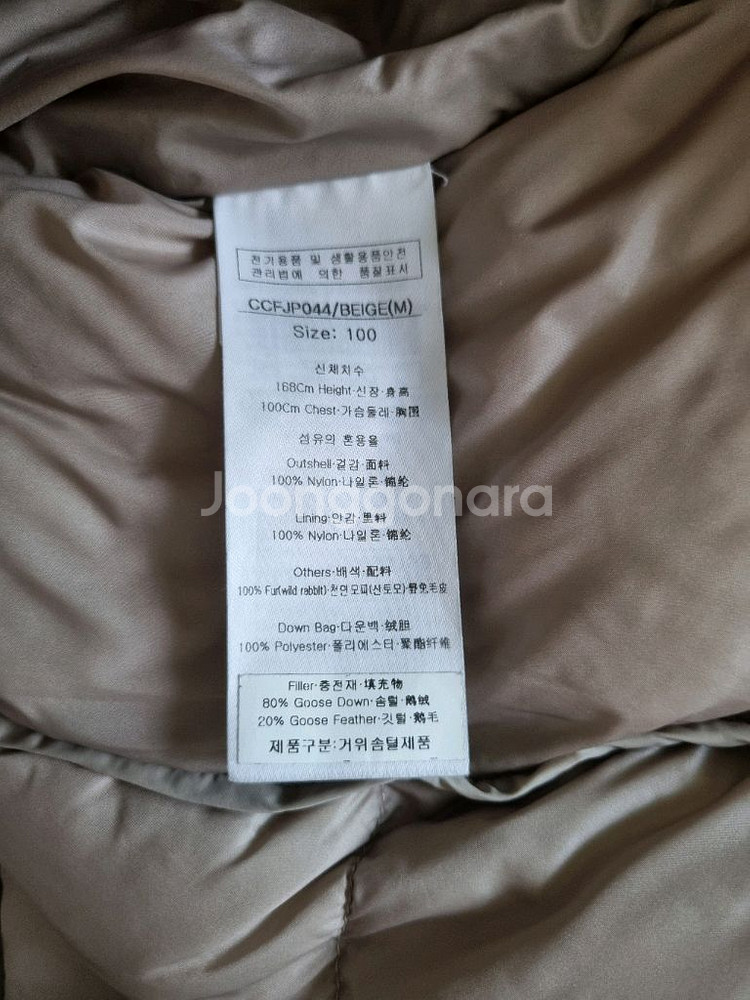 전기용품 및 생활용품안전
관리법에 의한 품질표시
CCFJP044/BEIGE(M)
Size: 100
신체치수
168Cm Height·신장·身高
100Cm Chest·가슴둘레·胸围
섬유의 혼용율
Outshell·겉감·面料
100% Nylon·나일론·锦纶
Joonggonara
Lining·안감·里料
100% Nylon·나일론·锦纶
Others·배색·配料
100% Fur(wild rabbit)·천연모피(산토모)·野兔毛皮
Down Bag·다운백·绒胆
100% Polyester·폴리에스터·聚酯纤维
Filler·충전재·填充物
80% Goose Down·솜털·鹅绒
20% Goose Feather·깃털·鹅毛
제품구분:거위솜털제품